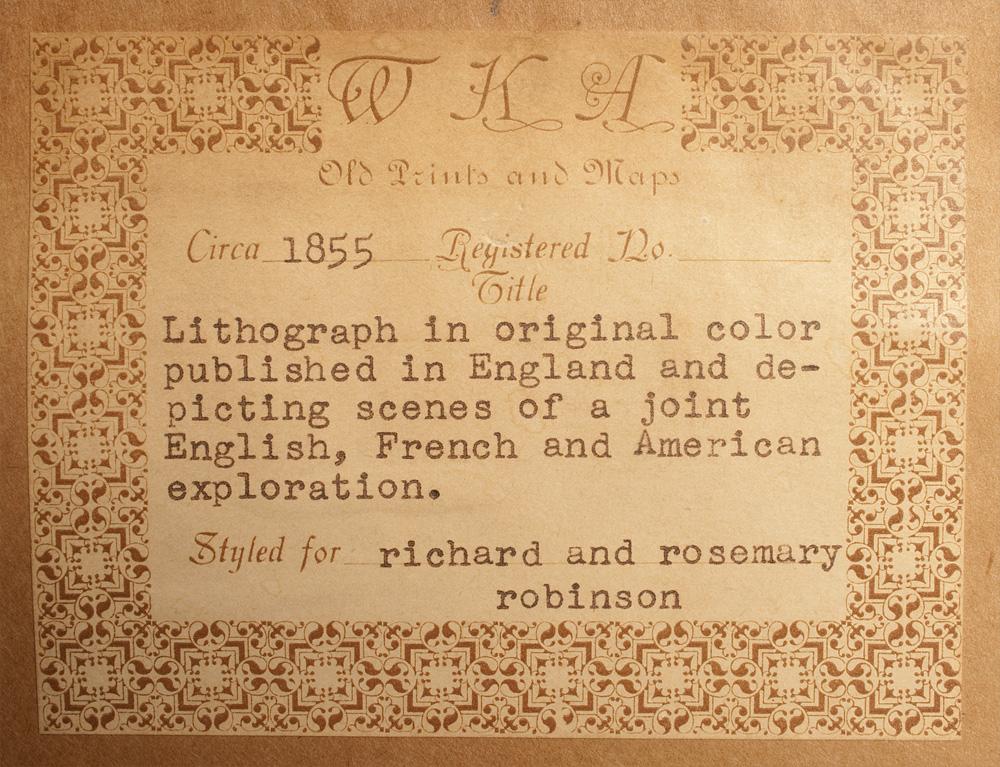 W K A
Old Prints and Maps
Circa 1855 Registered No.
Title
Lithograph in original color
published in England and de-
picting scenes of a joint
English, French and American
exploration.
Styled for richard and rosemary
robinson